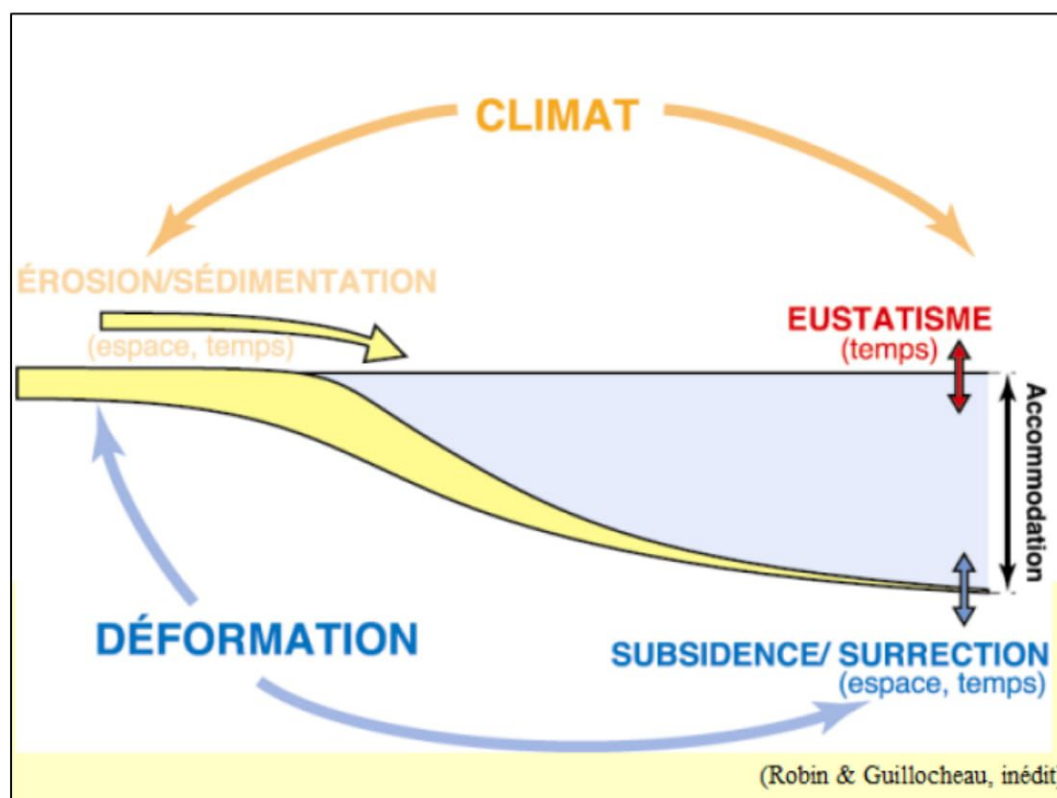 CLIMAT
ÉROSION/SÉDIMENTATION
(espace, temps)
EUSTATISME
(temps)
Accommodation
DÉFORMATION
SUBSIDENCE/ SURRECTION
(espace, temps)
(Robin & Guillocheau, inédit)